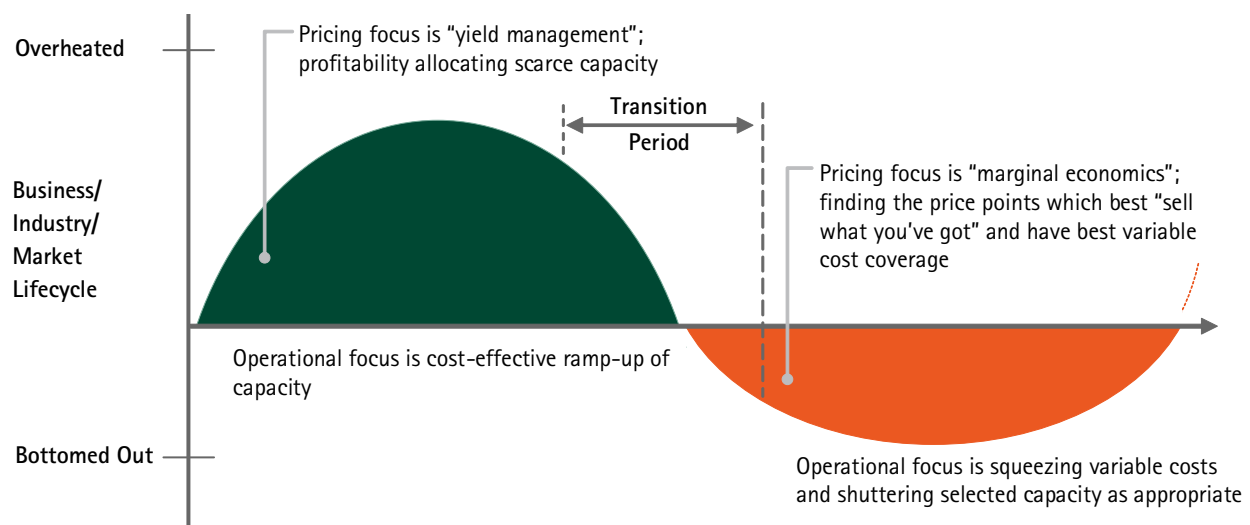 Overheated
Pricing focus is “yield management”;
profitability allocating scarce capacity
Transition
Period
Business/
Industry/
Market
Lifecycle
Pricing focus is “marginal economics”;
finding the price points which best “sell
what you’ve got” and have best variable
cost coverage
Operational focus is cost-effective ramp-up of
capacity
Bottomed Out
Operational focus is squeezing variable costs
and shuttering selected capacity as appropriate